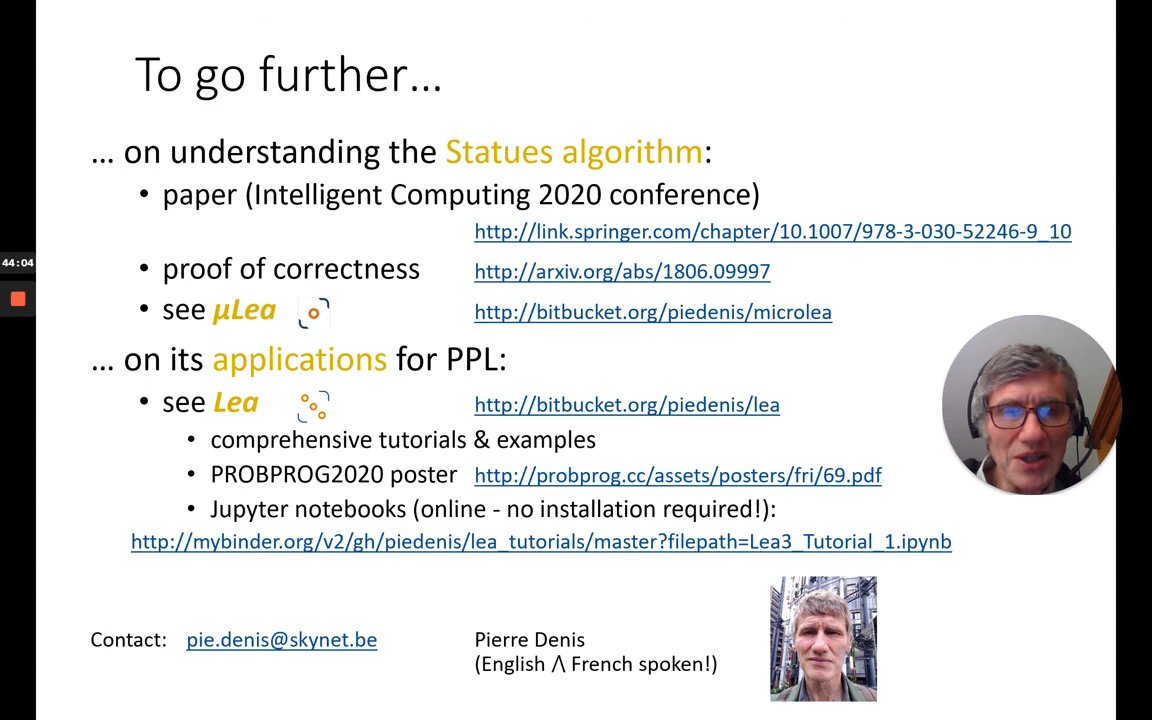 To go further...
... on understanding the Statues algorithm:
• paper (Intelligent Computing 2020 conference)
http://link.springer.com/chapter/10.1007/978-3-030-52246-9_10
44:04
• proof of correctness http://arxiv.org/abs/1806.09997
• see µLea http://bitbucket.org/piedenis/microlea
... on its applications for PPL:
• see Lea http://bitbucket.org/piedenis/lea
• comprehensive tutorials & examples
• PROBPROG2020 poster http://probprog.cc/assets/posters/fri/69.pdf
• Jupyter notebooks (online - no installation required!):
http://mybinder.org/v2/gh/piedenis/lea_tutorials/master?filepath=Lea3_Tutorial_1.ipynb
Contact: pie.denis@skynet.be Pierre Denis
(English /\ French spoken!)